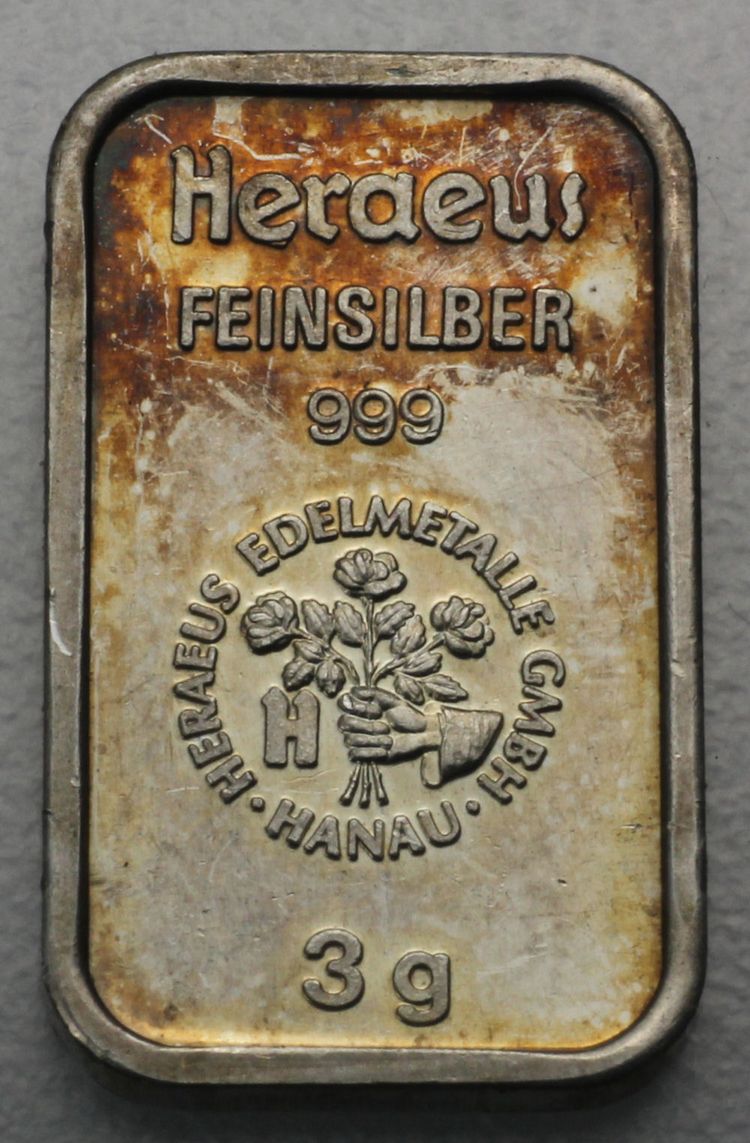 Heraeus
FEINSILBER
999
HERAEUS EDELMETALLE GMBH
H
· HANAU ·
3 g